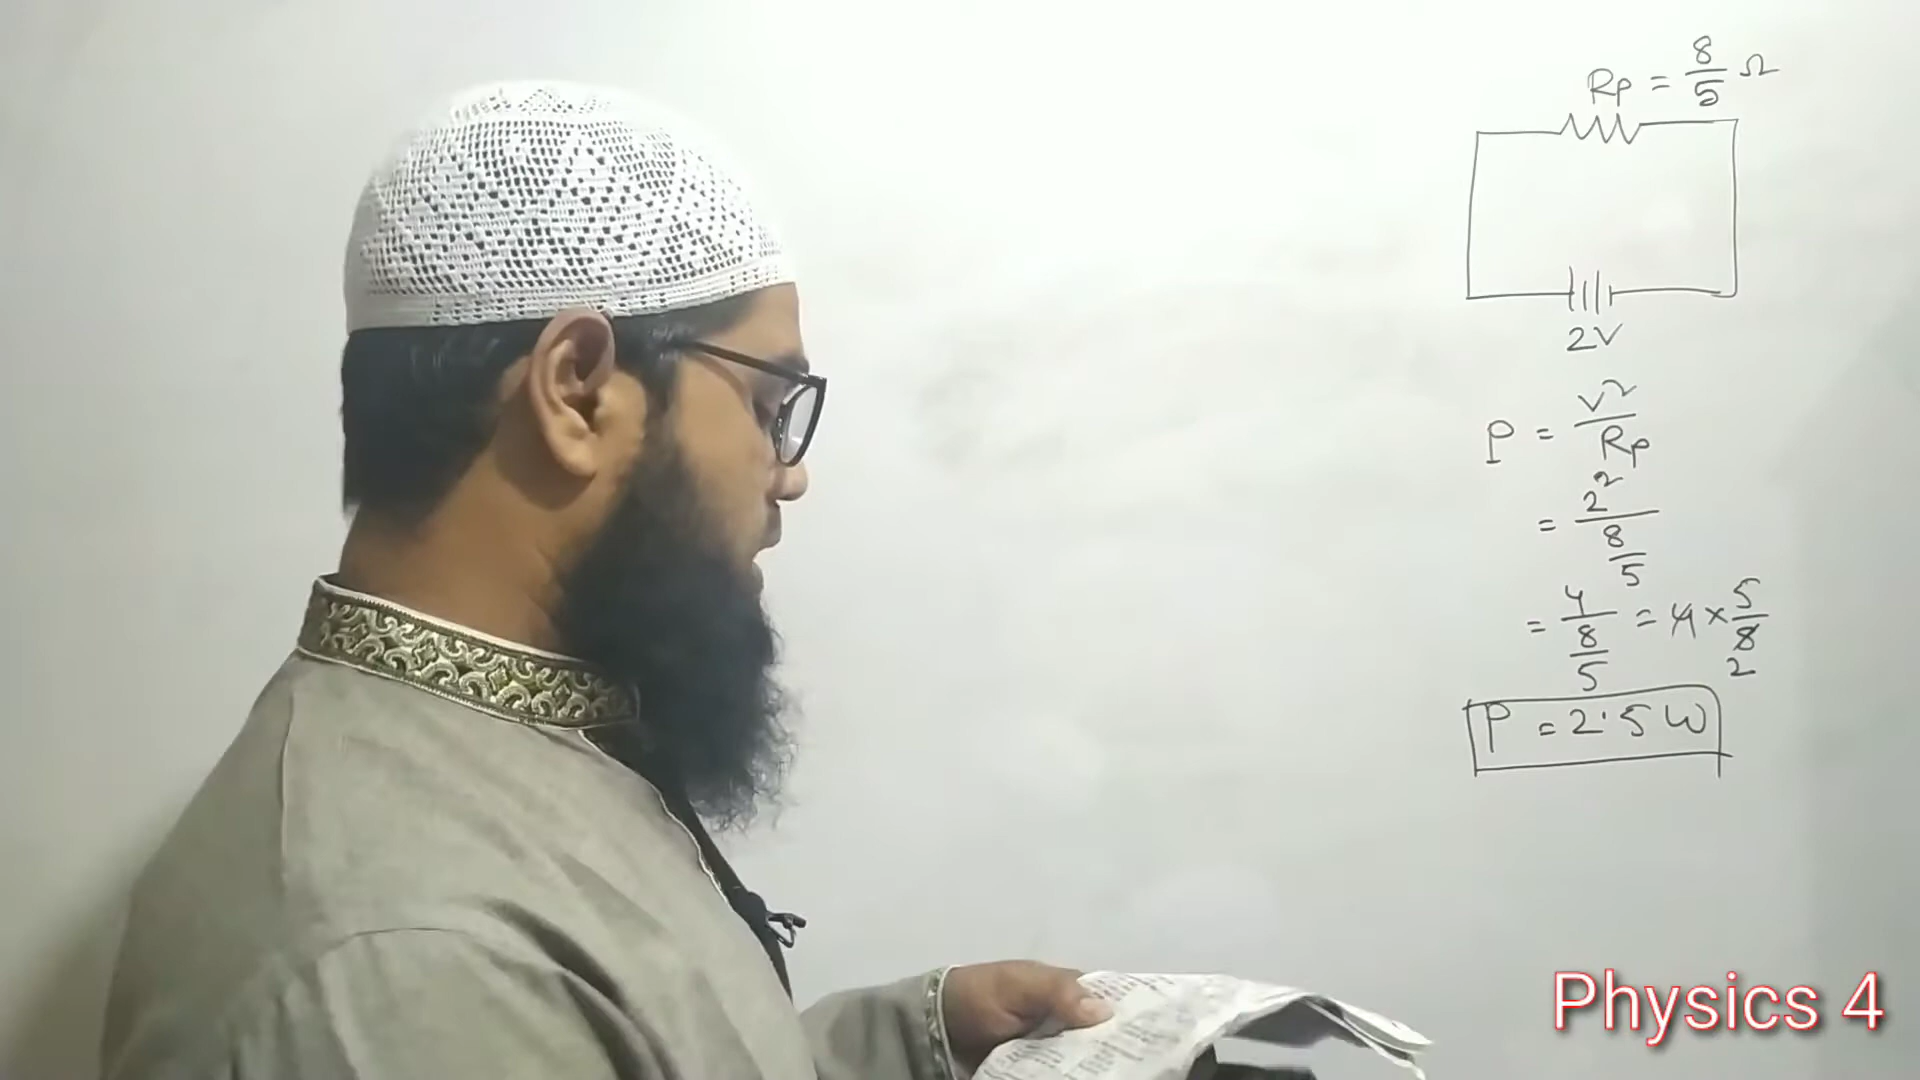 Rp = 8/5 Ω
2V
P = V²/Rp
= 2²/(8/5)
= 4/(8/5) = 4 × 5/8
2
P = 2.5 W
Physics 4